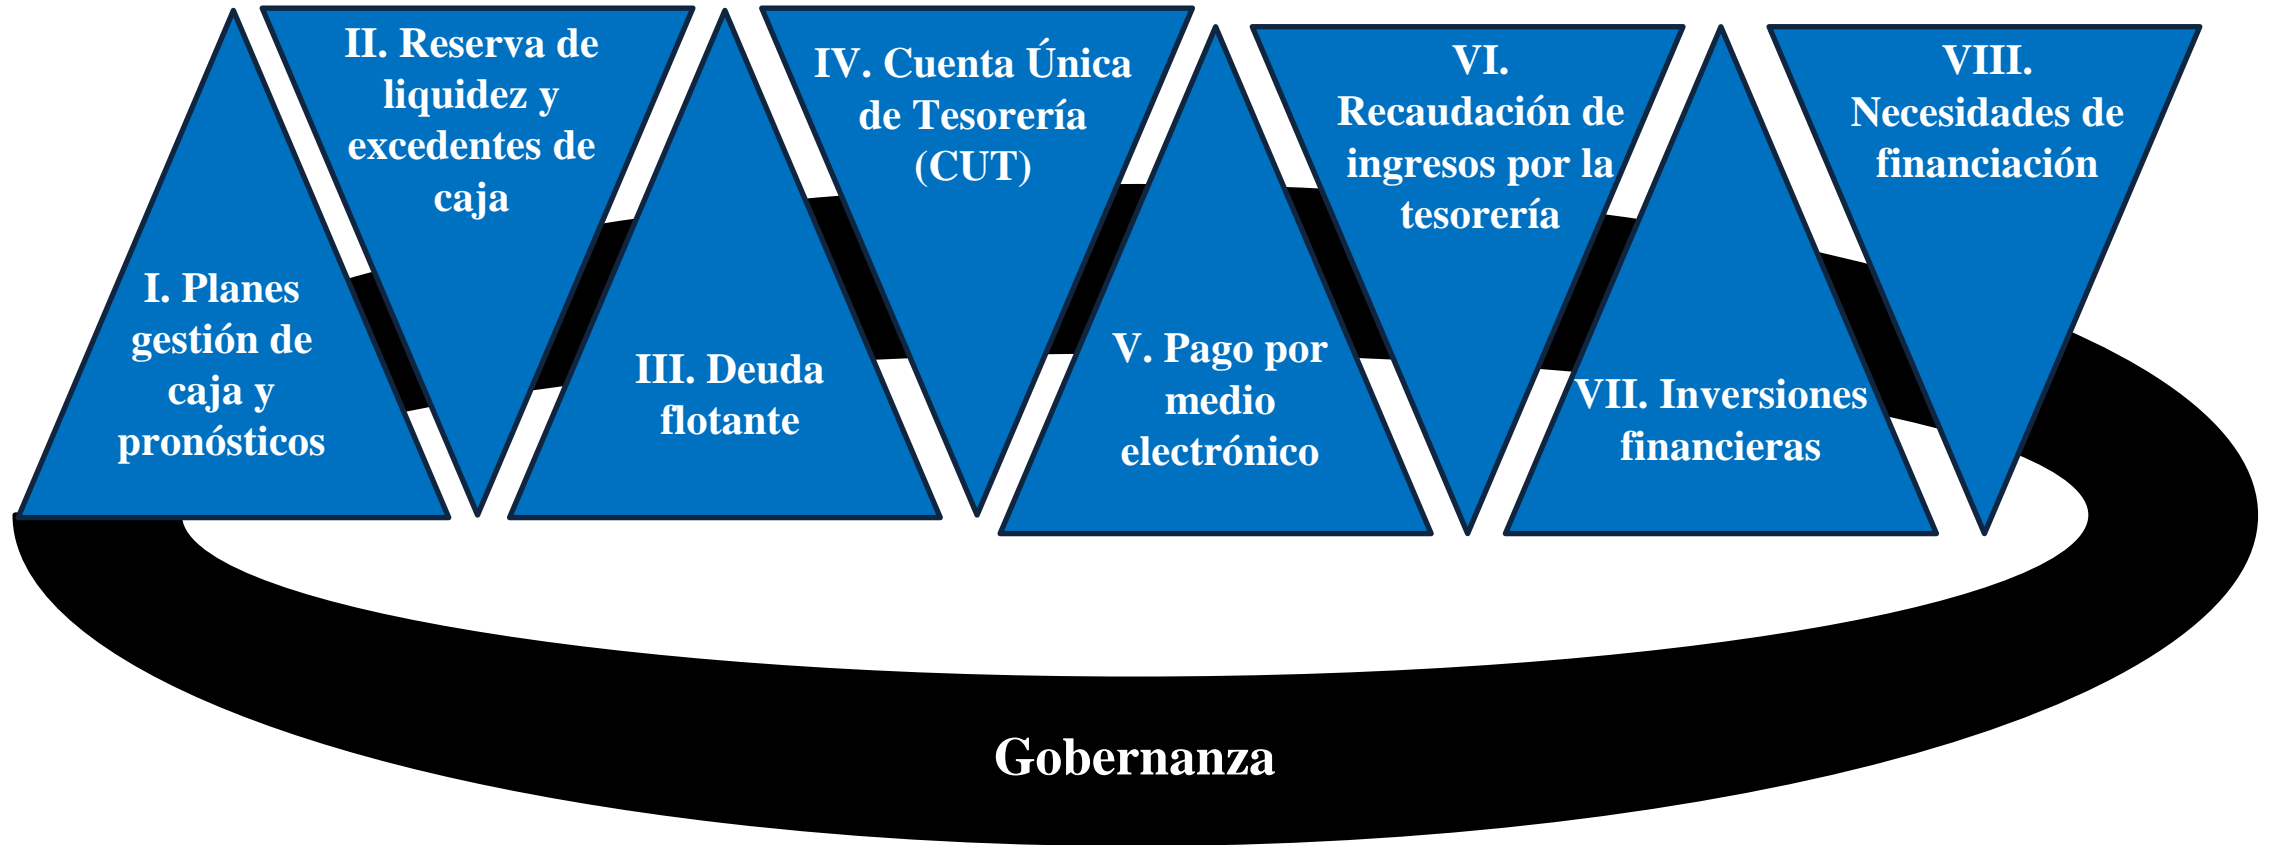 I. Planes
gestión de
caja y
pronósticos
II. Reserva de
liquidez y
excedentes de
caja
III. Deuda
flotante
IV. Cuenta Única
de Tesorería
(CUT)
V. Pago por
medio
electrónico
VI.
Recaudación de
ingresos por la
tesorería
VII. Inversiones
financieras
VIII.
Necesidades de
financiación
Gobernanza